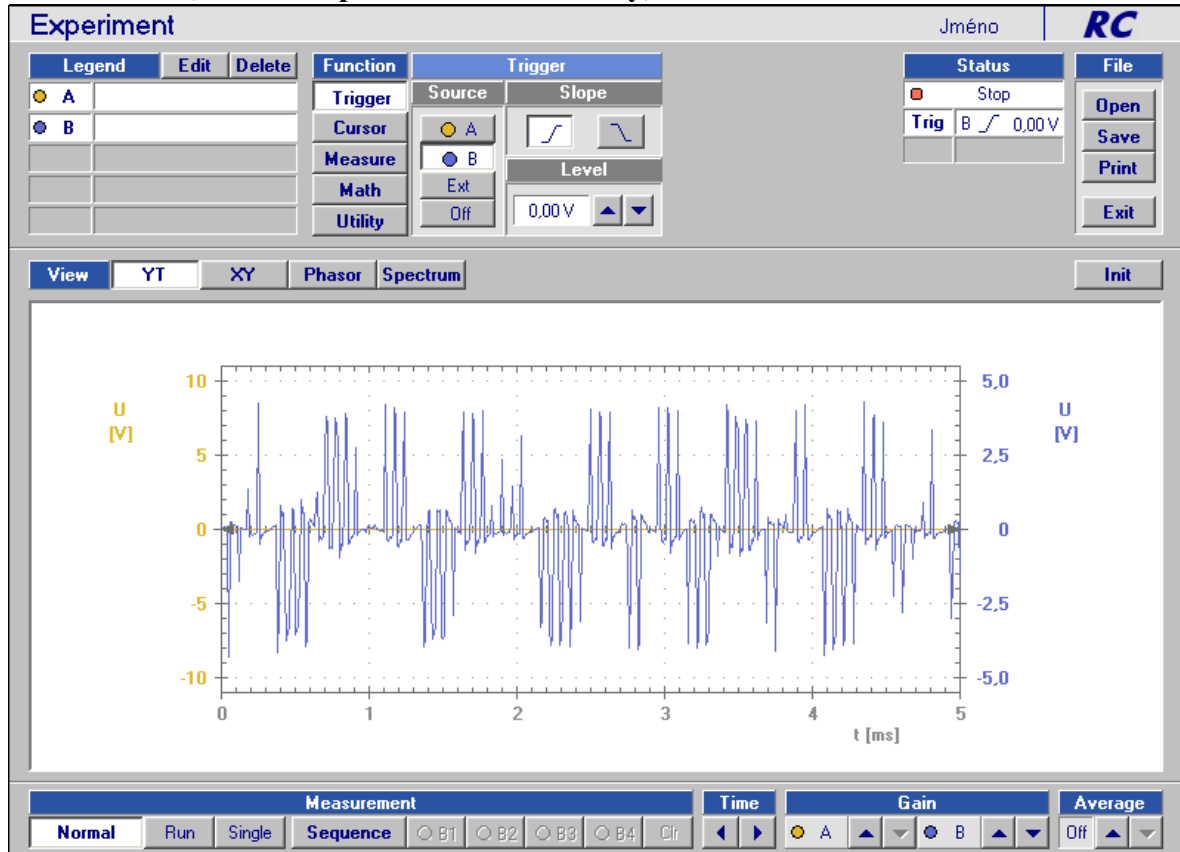 Experiment Jméno RC
Legend Edit Delete Function Trigger Status File
A Trigger Source Slope Stop Open
B Cursor A Trig B 0,00 V Save
Measure B Level Print
Math Ext
Utility Off 0,00 V Exit
View YT XY Phasor Spectrum Init
10 5,0
U U
[V] [V]
5 2,5
0 0
-5 -2,5
-10 -5,0
0 1 2 3 4 5
t [ms]
Measurement Time Gain Average
Normal Run Single Sequence B1 B2 B3 B4 Clr A B Off